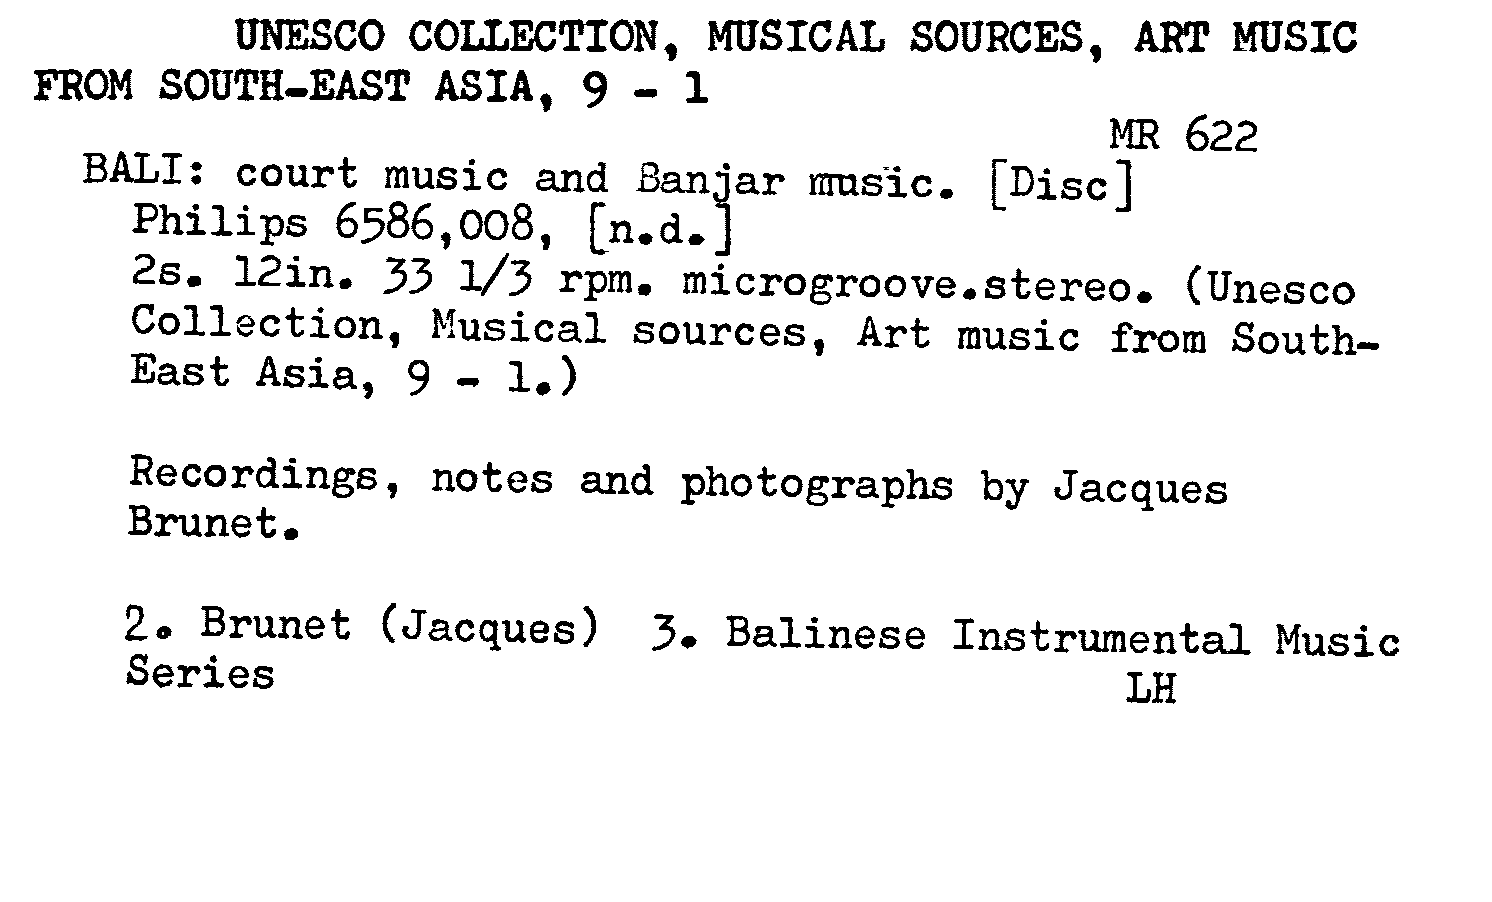 UNESCO COLLECTION, MUSICAL SOURCES, ART MUSIC
FROM SOUTH-EAST ASIA, 9 - 1
MR 622
BALI: court music and Banjar music. [Disc]
Philips 6586,008, [n.d.]
2s. 12in. 33 1/3 rpm. microgroove.stereo. (Unesco
Collection, Musical sources, Art music from South-
East Asia, 9 - 1.)
Recordings, notes and photographs by Jacques
Brunet.
2. Brunet (Jacques) 3. Balinese Instrumental Music
Series
LH